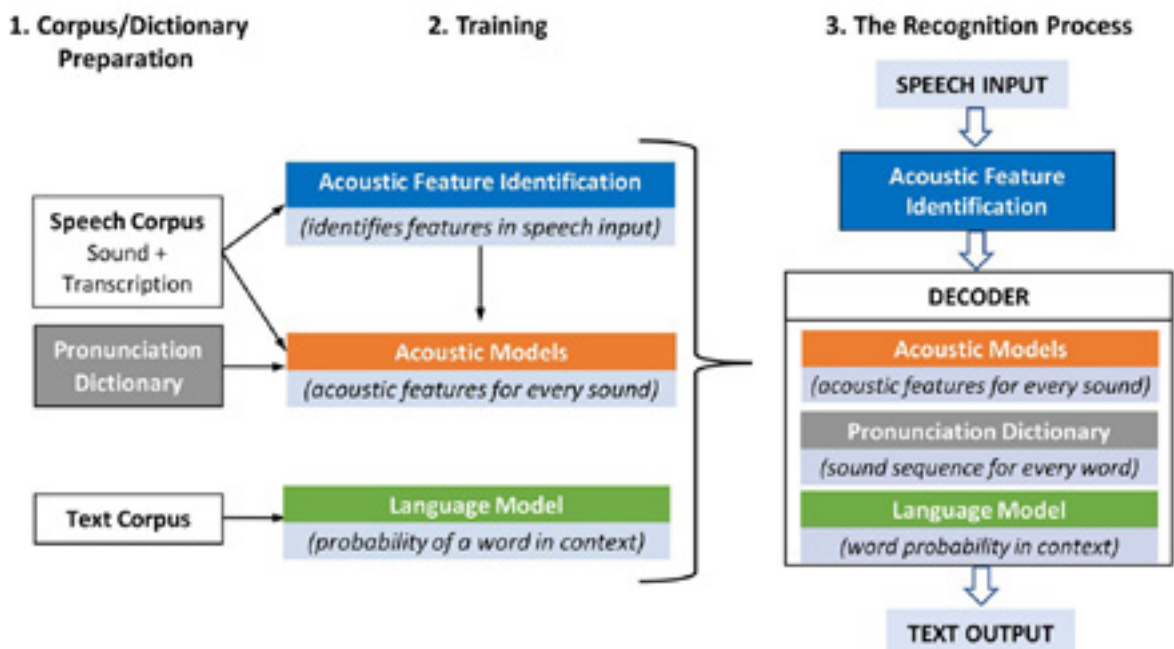 1. Corpus/Dictionary
Preparation
2. Training
3. The Recognition Process
Speech Corpus
Sound +
Transcription
Pronunciation
Dictionary
Text Corpus
Acoustic Feature Identification
(identifies features in speech input)
Acoustic Models
(acoustic features for every sound)
Language Model
(probability of a word in context)
SPEECH INPUT
Acoustic Feature
Identification
DECODER
Acoustic Models
(acoustic features for every sound)
Pronunciation Dictionary
(sound sequence for every word)
Language Model
(word probability in context)
TEXT OUTPUT